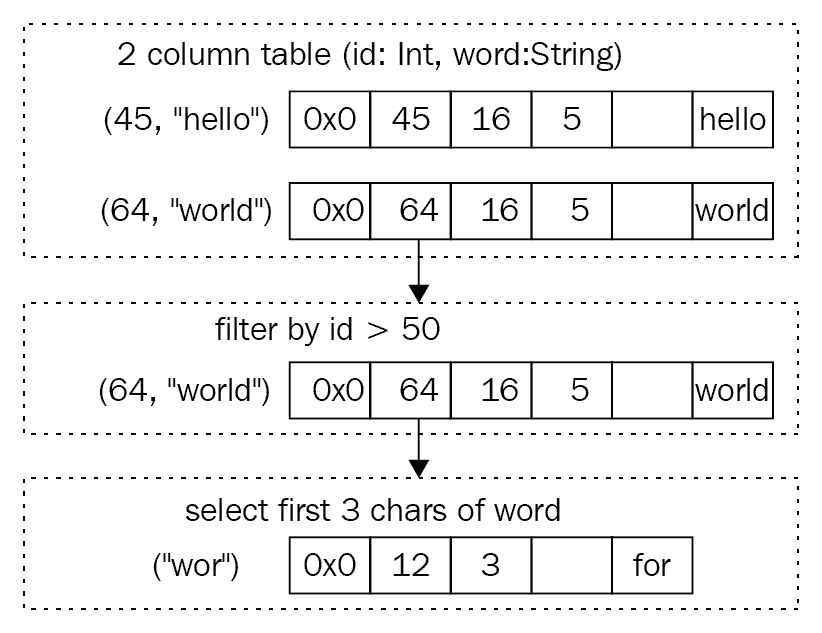 2 column table (id: Int, word:String)
(45, "hello") 0x0 45 16 5 hello
(64, "world") 0x0 64 16 5 world
filter by id > 50
(64, "world") 0x0 64 16 5 world
select first 3 chars of word
("wor") 0x0 12 3 for